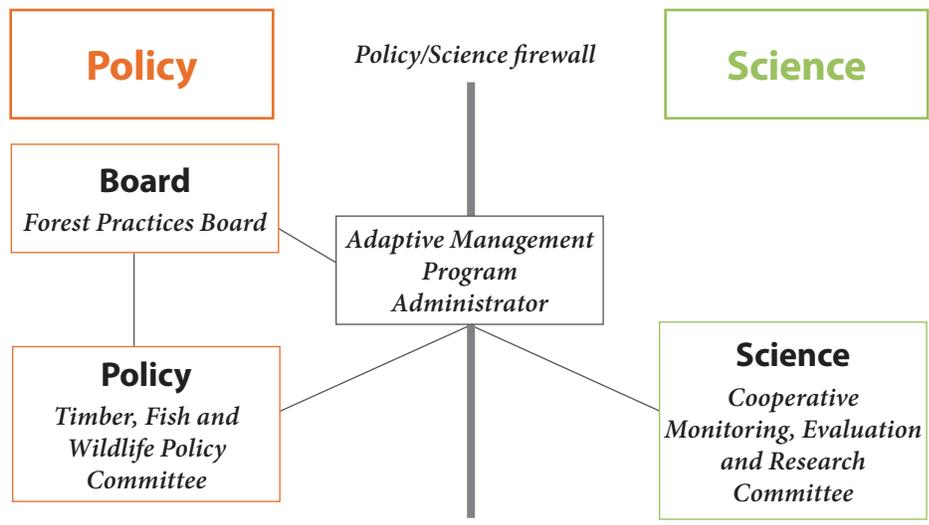 Policy
Policy/Science firewall
Science
Board
Forest Practices Board
Adaptive Management
Program
Administrator
Policy
Timber, Fish and
Wildlife Policy
Committee
Science
Cooperative
Monitoring, Evaluation
and Research
Committee